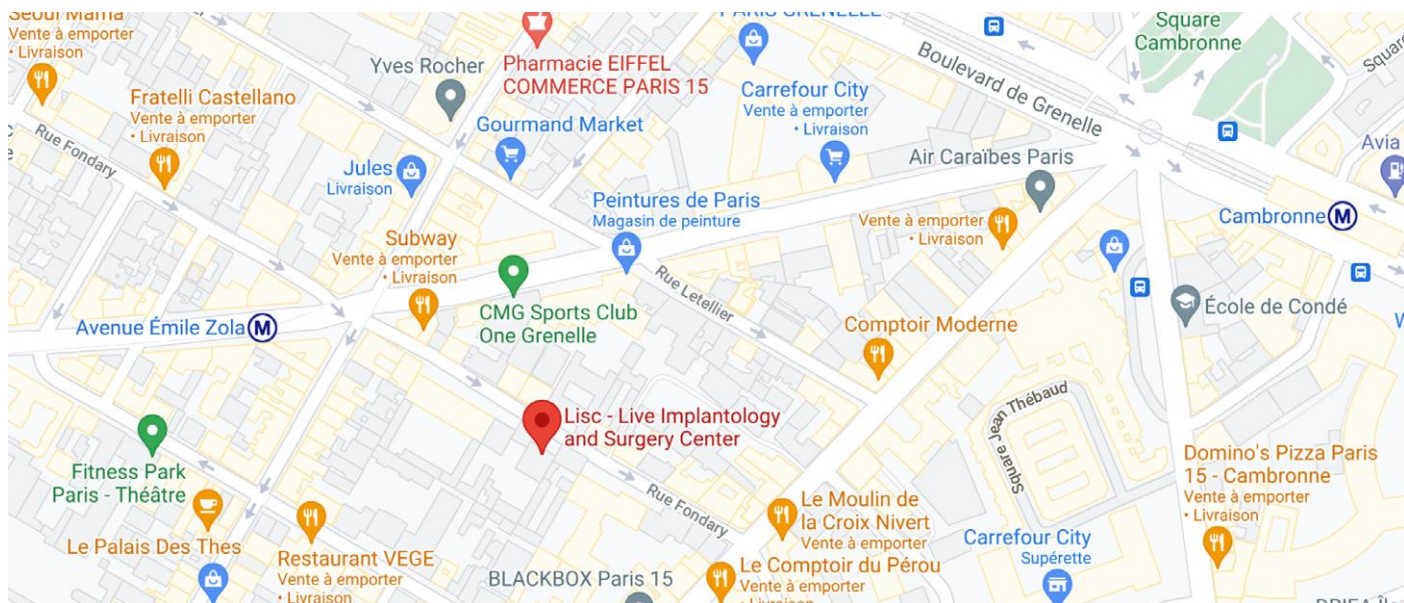 Seoul Mama
Vente à emporter
• Livraison
PARIS GRENELLE
Square
Cambronne
Pharmacie EIFFEL
COMMERCE PARIS 15
Yves Rocher
Boulevard de Grenelle
Square
Fratelli Castellano
Vente à emporter
• Livraison
Carrefour City
Vente à emporter
• Livraison
Rue Fondary
Gourmand Market
Air Caraïbes Paris
Avia
Jules
Livraison
Peintures de Paris
Magasin de peinture
Vente à emporter
• Livraison
Cambronne M
Subway
Vente à emporter
• Livraison
Rue Letellier
CMG Sports Club
One Grenelle
École de Condé
Avenue Émile Zola M
Comptoir Moderne
W
Lisc - Live Implantology
and Surgery Center
Square Jean Thébaud
Fitness Park
Paris - Théâtre
Domino's Pizza Paris
15 - Cambronne
Vente à emporter
• Livraison
Rue Fondary
Le Moulin de
la Croix Nivert
Vente à emporter
Le Palais Des Thes
Restaurant VEGE
Vente à emporter
• Livraison
Carrefour City
Supérette
BLACKBOX Paris 15
Le Comptoir du Pérou
Vente à emporter
• Livraison